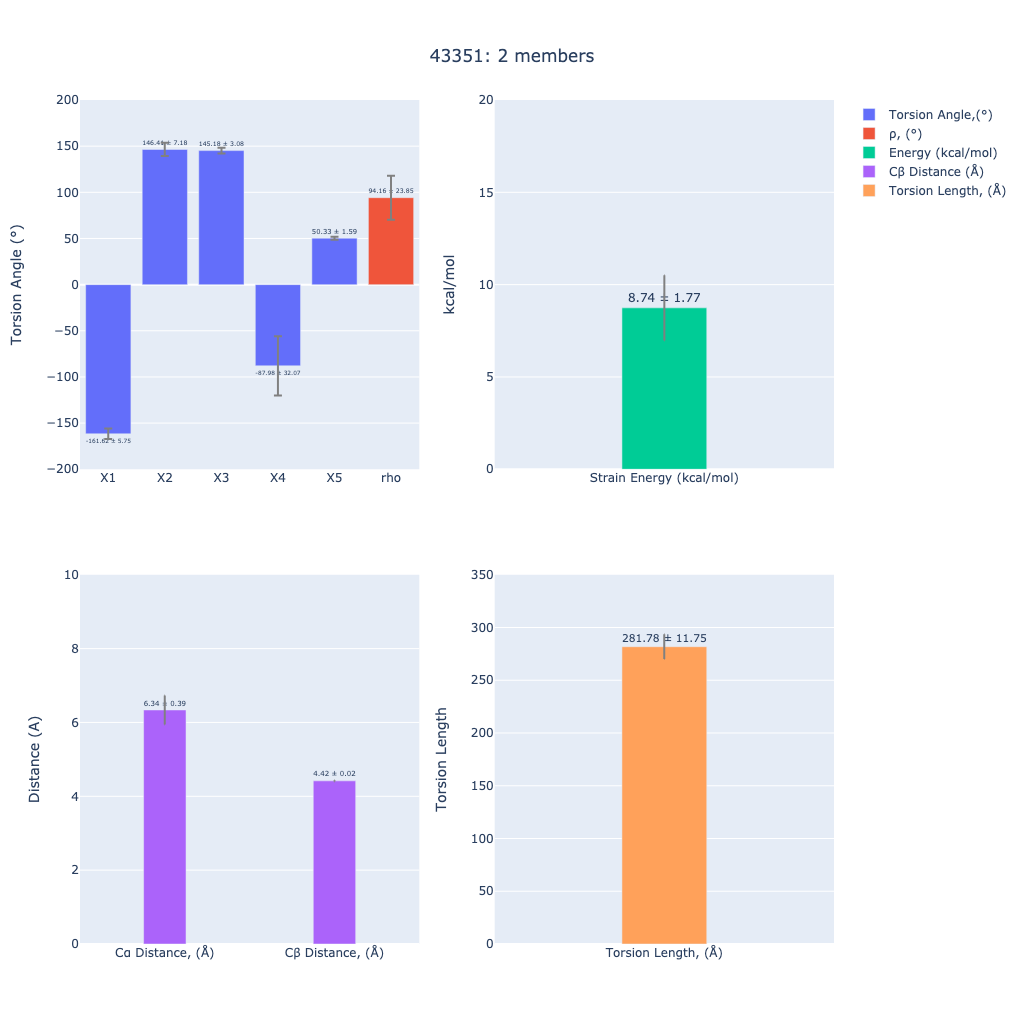 43351: 2 members
Torsion Angle (°)
200
150
100
50
0
−50
−100
−150
−200
145.18 ± 3.08
94.16 ± 23.85
50.33 ± 1.59
-87.98 ± 32.07
-161.62 ± 5.75
X1 X2 X3 X4 X5 rho
kcal/mol
20
15
10
5
0
8.74 ± 1.77
Strain Energy (kcal/mol)
Torsion Angle,(°)
ρ, (°)
Energy (kcal/mol)
Cβ Distance (Å)
Torsion Length, (Å)
Distance (A)
10
8
6
4
2
0
6.34 ± 0.39
4.42 ± 0.02
Cα Distance, (Å) Cβ Distance, (Å)
Torsion Length
350
300
250
200
150
100
50
0
281.78 ± 11.75
Torsion Length, (Å)